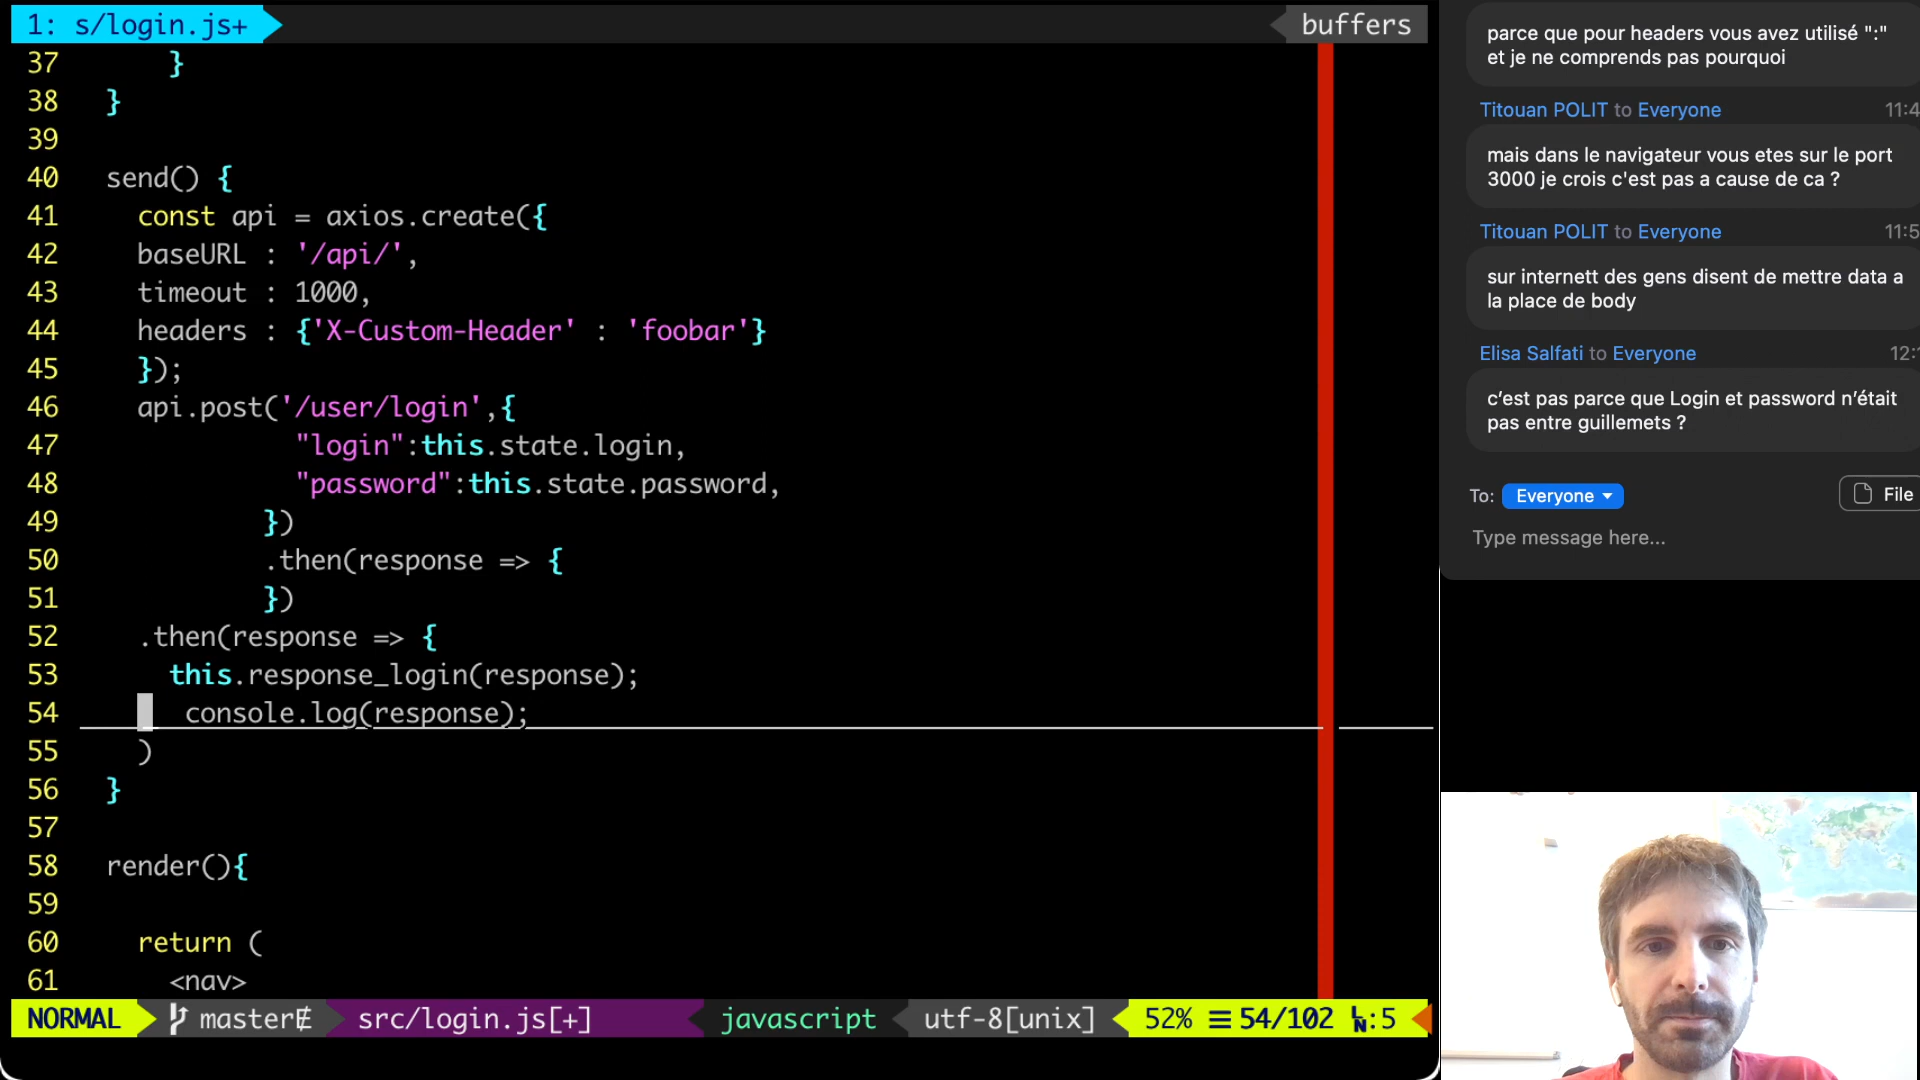 1: s/login.js+
buffers
37 }
38 }
39
40 send() {
41 const api = axios.create({
42 baseURL : '/api/',
43 timeout : 1000,
44 headers : {'X-Custom-Header' : 'foobar'}
45 });
46 api.post('/user/login',{
47 "login":this.state.login,
48 "password":this.state.password,
49 })
50 .then(response => {
51 })
52 .then(response => {
53 this.response_login(response);
54 console.log(response);
55 )
56 }
57
58 render(){
59
60 return (
61 <nav>
NORMAL master src/login.js[+] javascript utf-8[unix] 52% 54/102 :5
parce que pour headers vous avez utilisé ":"
et je ne comprends pas pourquoi
Titouan POLIT to Everyone 11:4
mais dans le navigateur vous etes sur le port
3000 je crois c'est pas a cause de ca ?
Titouan POLIT to Everyone 11:5
sur internett des gens disent de mettre data a
la place de body
Elisa Salfati to Everyone 12:
c’est pas parce que Login et password n’était
pas entre guillemets ?
To: Everyone File
Type message here...